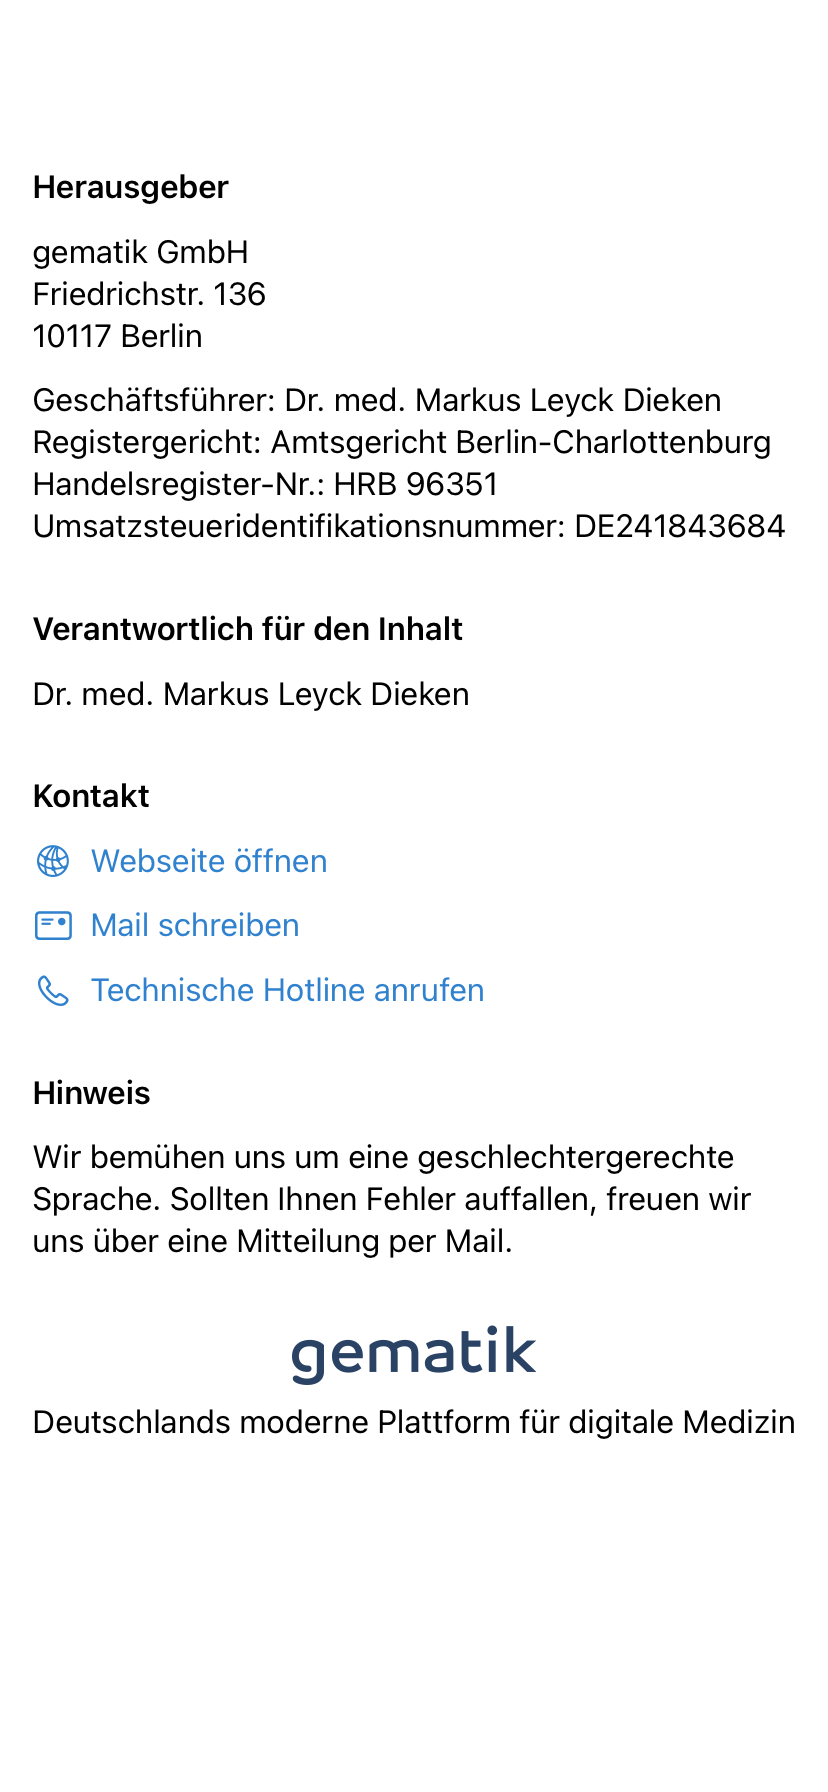 Herausgeber
gematik GmbH
Friedrichstr. 136
10117 Berlin
Geschäftsführer: Dr. med. Markus Leyck Dieken
Registergericht: Amtsgericht Berlin-Charlottenburg
Handelsregister-Nr.: HRB 96351
Umsatzsteueridentifikationsnummer: DE241843684
Verantwortlich für den Inhalt
Dr. med. Markus Leyck Dieken
Kontakt
Webseite öffnen
Mail schreiben
Technische Hotline anrufen
Hinweis
Wir bemühen uns um eine geschlechtergerechte
Sprache. Sollten Ihnen Fehler auffallen, freuen wir
uns über eine Mitteilung per Mail.
gematik
Deutschlands moderne Plattform für digitale Medizin